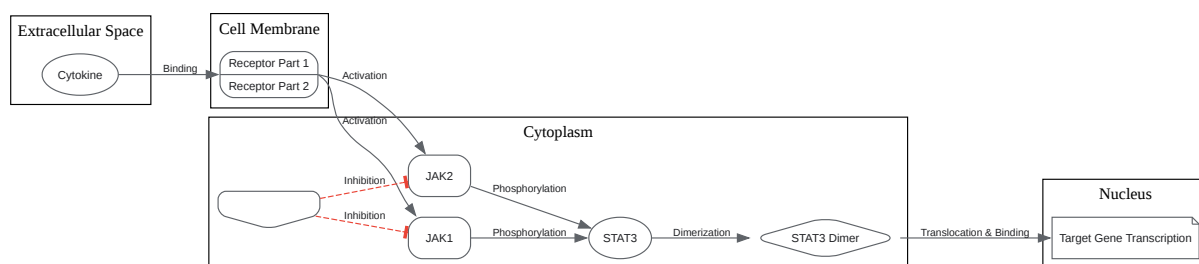 Extracellular Space
Cell Membrane
Cytokine
Binding
Receptor Part 1
Receptor Part 2
Activation
Activation
Cytoplasm
Inhibition
JAK2
Phosphorylation
Inhibition
JAK1
Phosphorylation
STAT3
Dimerization
STAT3 Dimer
Translocation & Binding
Nucleus
Target Gene Transcription